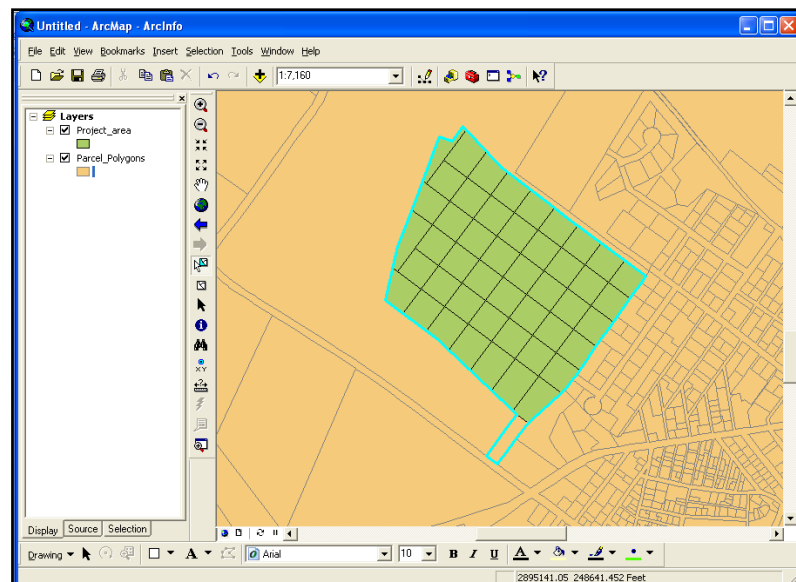 Untitled - ArcMap - ArcInfo
File Edit View Bookmarks Insert Selection Tools Window Help
1:7,160
Layers
Project_area
Parcel_Polygons
XY
Display Source Selection
Drawing A Arial 10 B I U A
2895141.05 248641.452 Feet